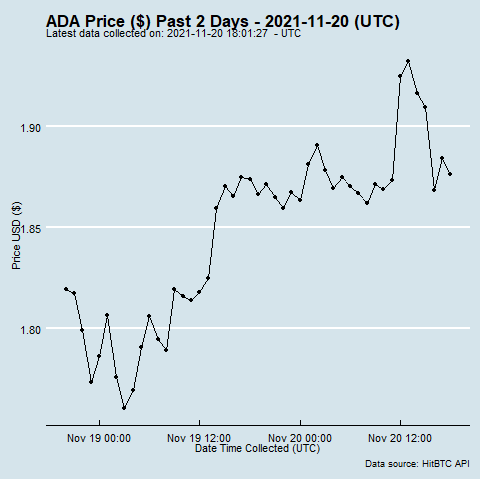 ADA Price ($) Past 2 Days - 2021-11-20 (UTC)
Latest data collected on: 2021-11-20 18:01:27  - UTC
1.90
1.85
1.80
Price USD ($)
Nov 19 00:00 Nov 19 12:00 Nov 20 00:00 Nov 20 12:00
Date Time Collected (UTC)
Data source: HitBTC API